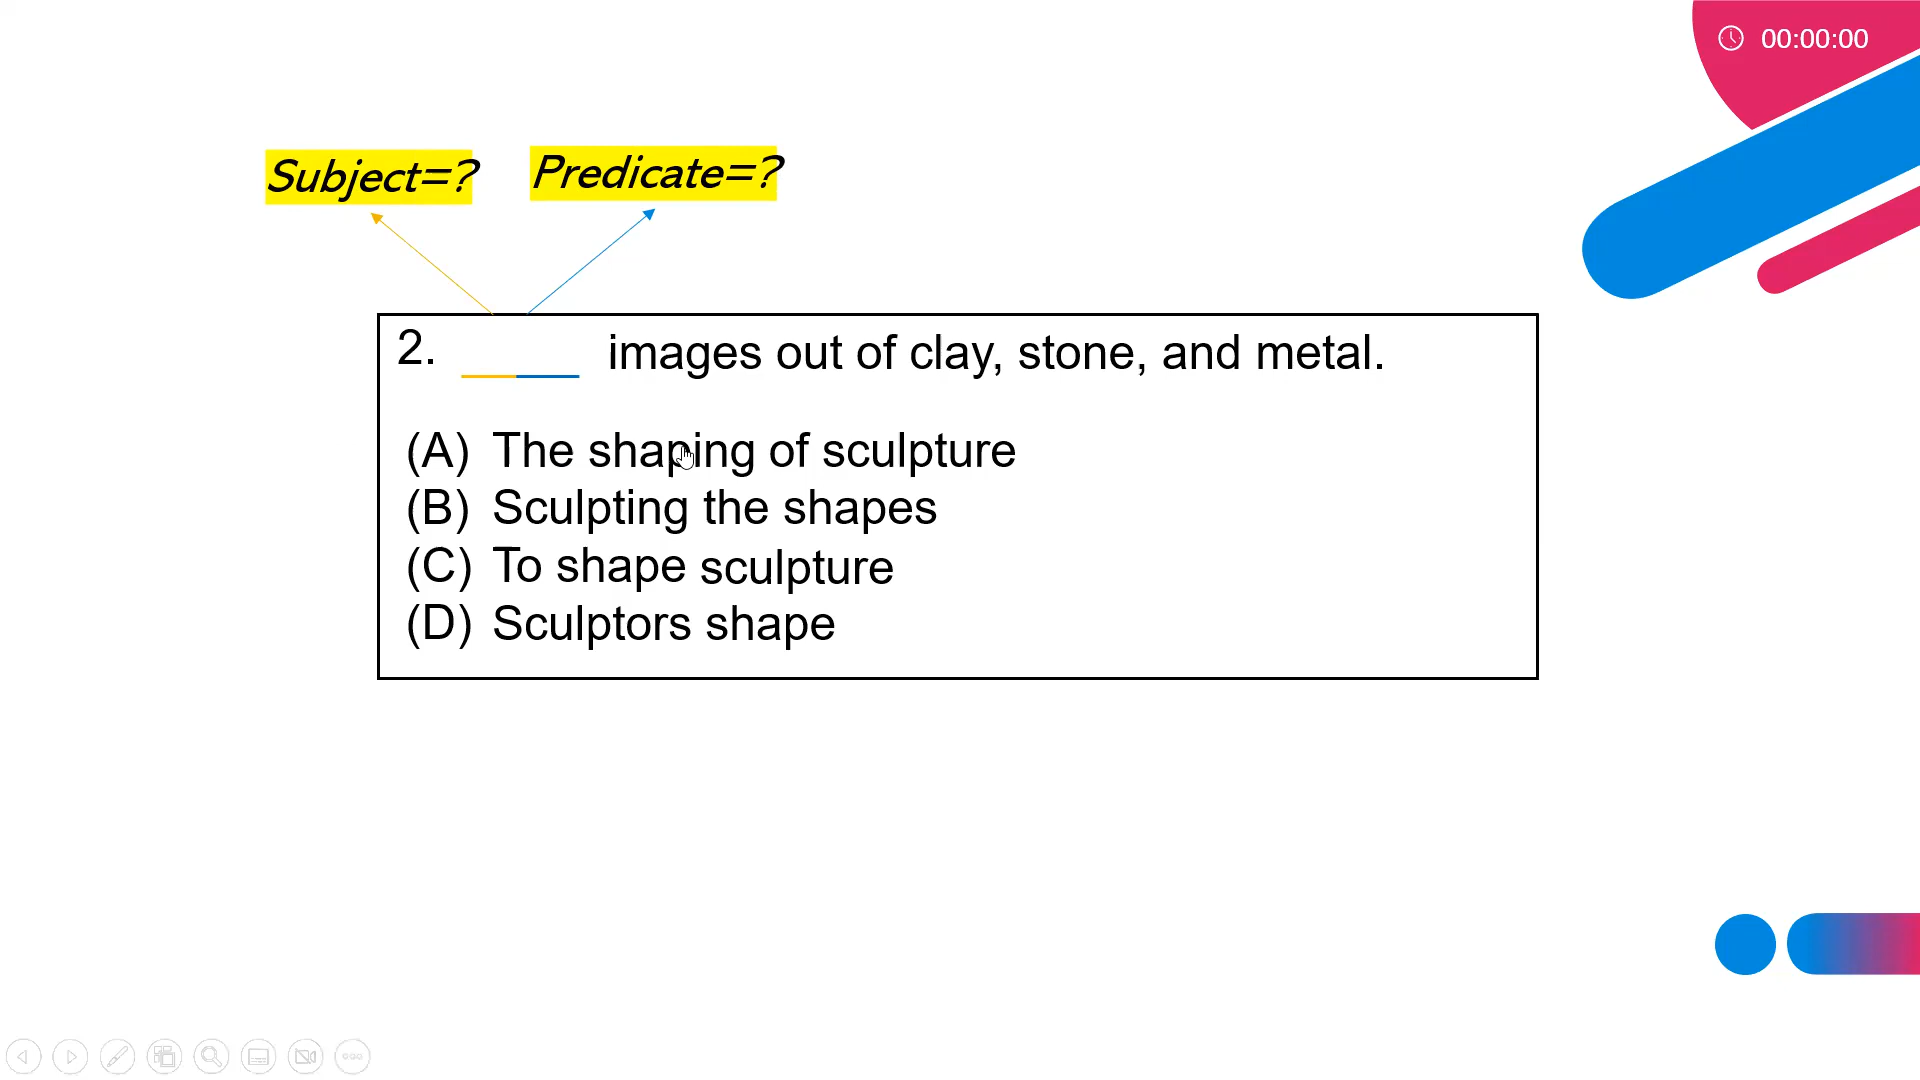 00:00:00
Subject=? Predicate=?
2. ____ images out of clay, stone, and metal.
(A) The shaping of sculpture
(B) Sculpting the shapes
(C) To shape sculpture
(D) Sculptors shape